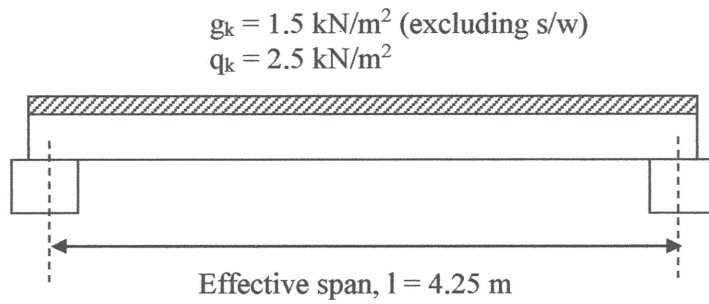 gₖ = 1.5 kN/m² (excluding s/w)
qₖ = 2.5 kN/m²
Effective span, l = 4.25 m